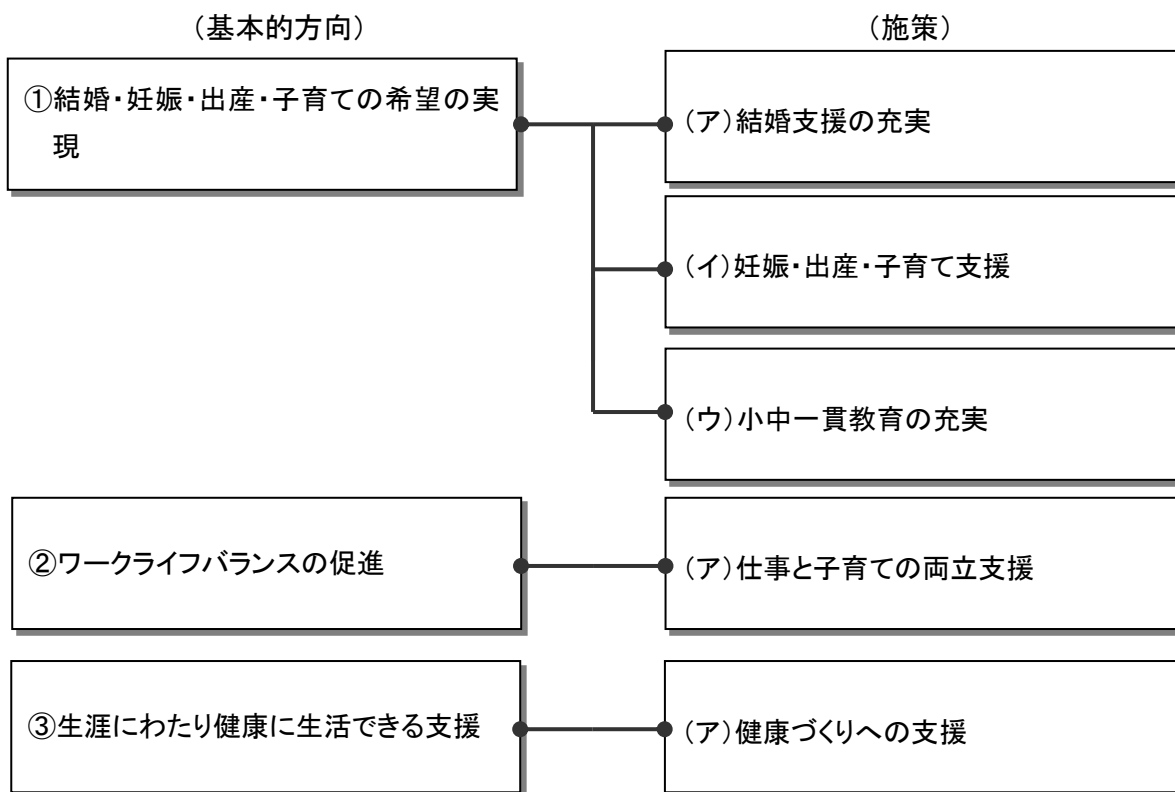 （基本的方向）
（施策）
①結婚・妊娠・出産・子育ての希望の実
現
（ア）結婚支援の充実
（イ）妊娠・出産・子育て支援
（ウ）小中一貫教育の充実
②ワークライフバランスの促進
（ア）仕事と子育ての両立支援
③生涯にわたり健康に生活できる支援
（ア）健康づくりへの支援